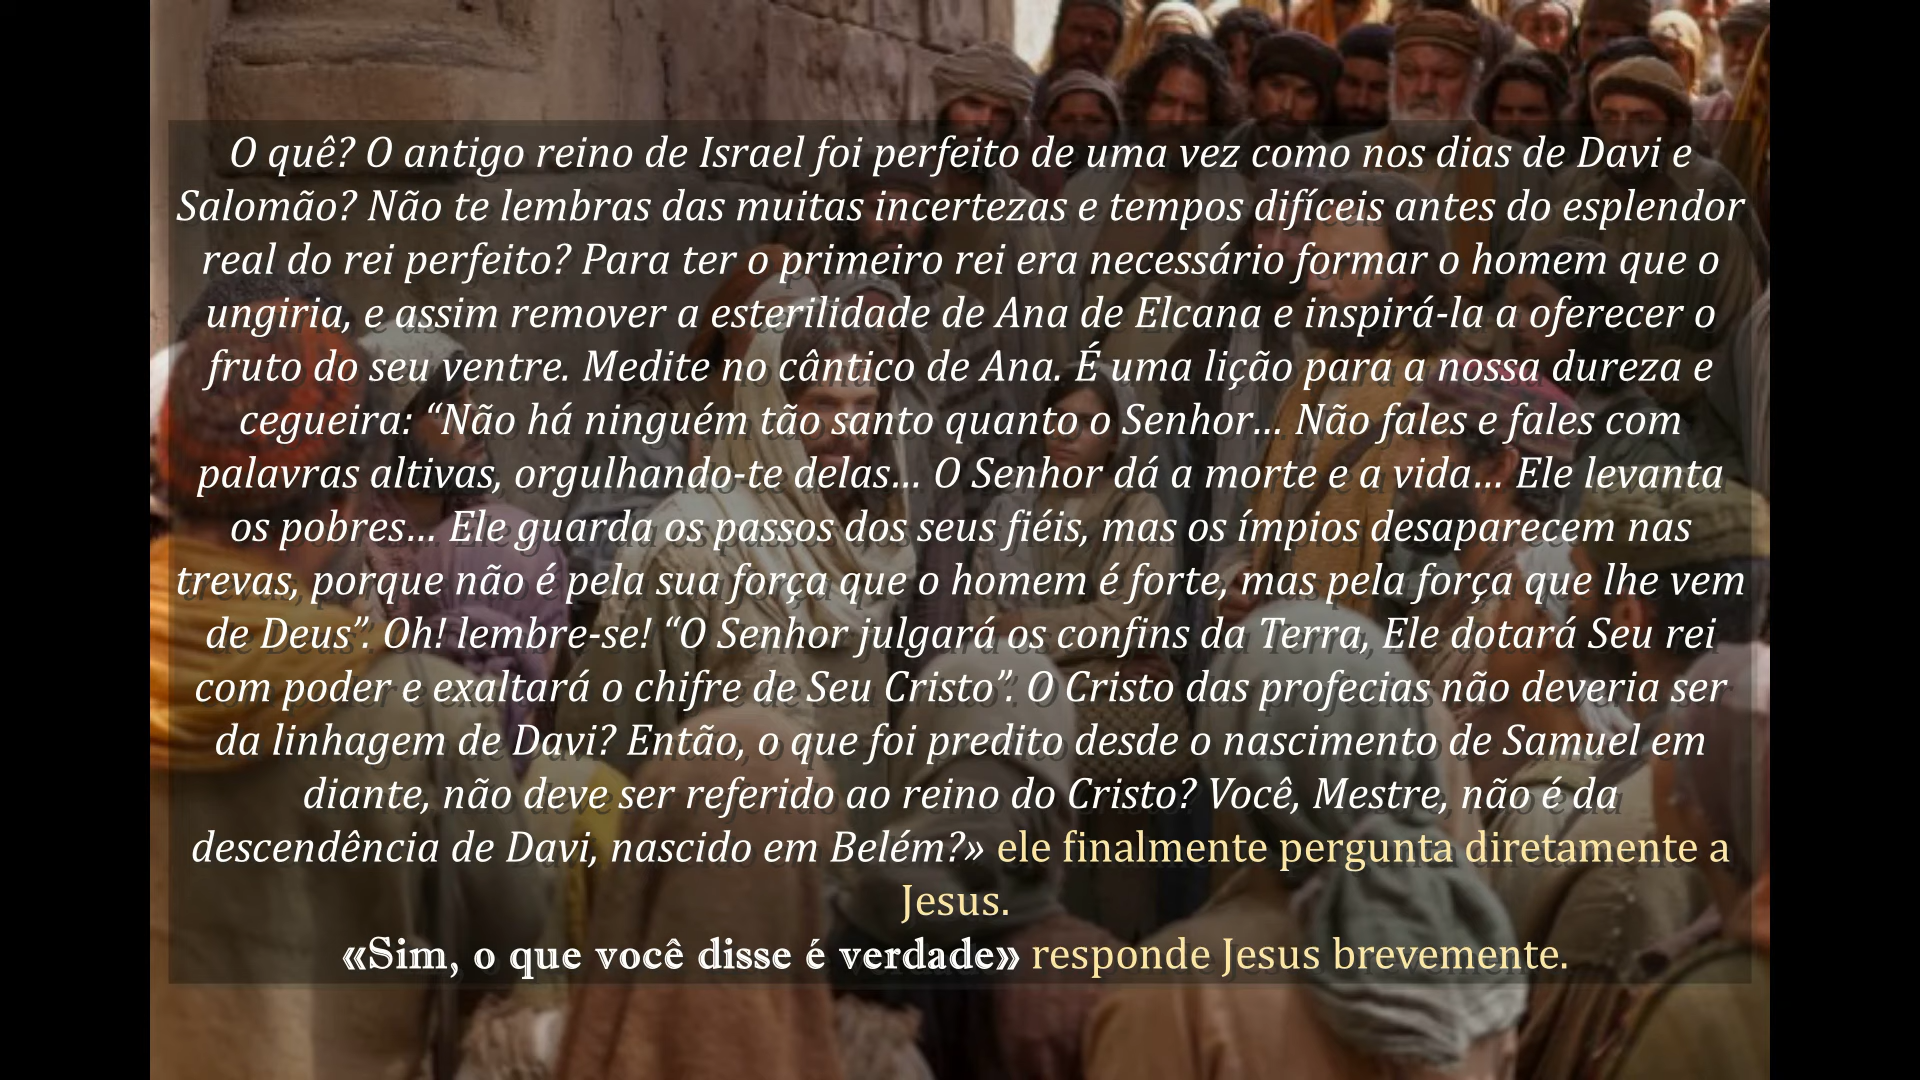 O quê? O antigo reino de Israel foi perfeito de uma vez como nos dias de Davi e
Salomão? Não te lembras das muitas incertezas e tempos difíceis antes do esplendor
real do rei perfeito? Para ter o primeiro rei era necessário formar o homem que o
ungiria, e assim remover a esterilidade de Ana de Elcana e inspirá-la a oferecer o
fruto do seu ventre. Medite no cântico de Ana. É uma lição para a nossa dureza e
cegueira: “Não há ninguém tão santo quanto o Senhor… Não fales e fales com
palavras altivas, orgulhando-te delas… O Senhor dá a morte e a vida… Ele levanta
os pobres… Ele guarda os passos dos seus fiéis, mas os ímpios desaparecem nas
trevas, porque não é pela sua força que o homem é forte, mas pela força que lhe vem
de Deus”. Oh! lembre-se! “O Senhor julgará os confins da Terra, Ele dotará Seu rei
com poder e exaltará o chifre de Seu Cristo”. O Cristo das profecias não deveria ser
da linhagem de Davi? Então, o que foi predito desde o nascimento de Samuel em
diante, não deve ser referido ao reino do Cristo? Você, Mestre, não é da
descendência de Davi, nascido em Belém?» ele finalmente pergunta diretamente a
Jesus.
«Sim, o que você disse é verdade» responde Jesus brevemente.